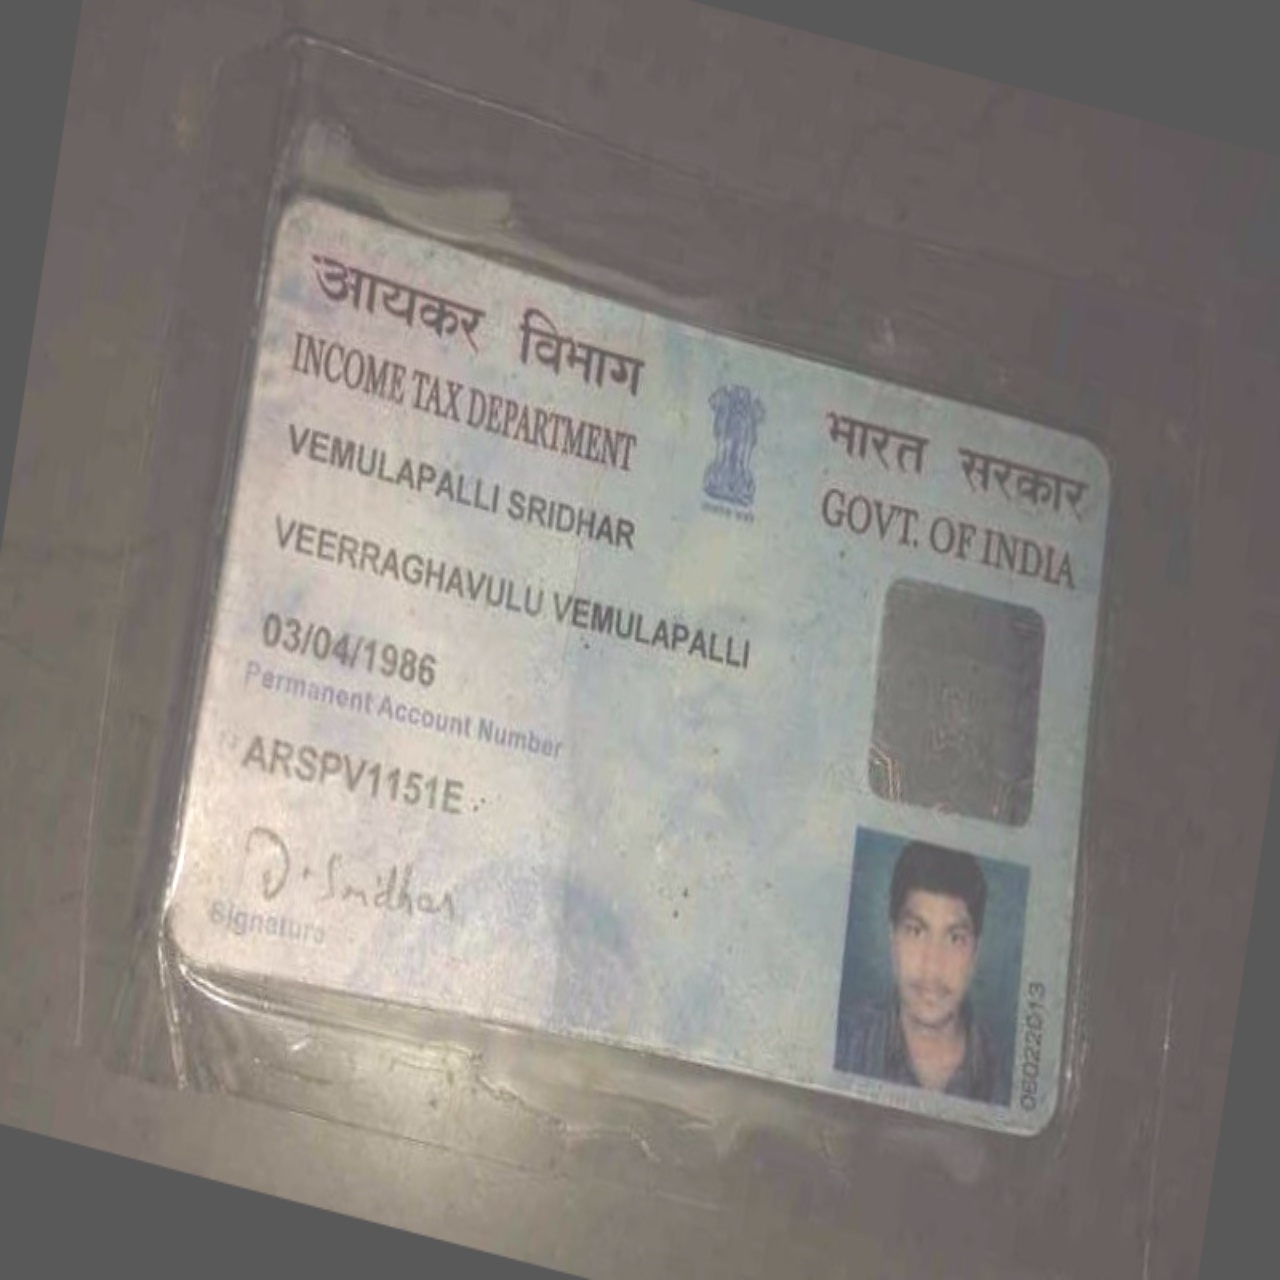 आयकर विभाग
INCOME TAX DEPARTMENT
भारत सरकार
GOVT. OF INDIA
VEMULAPALLI SRIDHAR
VEERRAGHAVULU VEMULAPALLI
03/04/1986
Permanent Account Number
ARSPV1151E
Signature
06022013